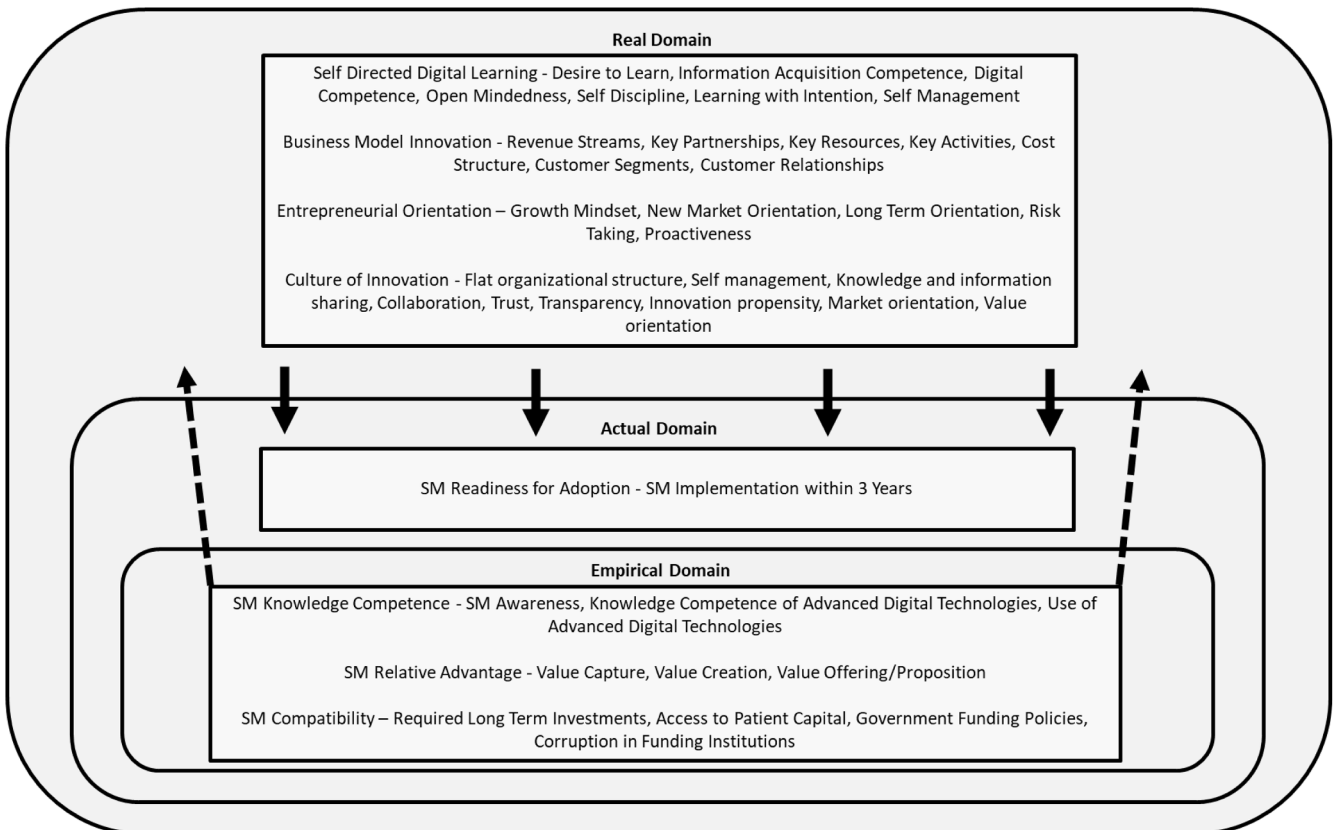 Real Domain
Self Directed Digital Learning - Desire to Learn, Information Acquisition Competence, Digital
Competence, Open Mindedness, Self Discipline, Learning with Intention, Self Management
Business Model Innovation - Revenue Streams, Key Partnerships, Key Resources, Key Activities, Cost
Structure, Customer Segments, Customer Relationships
Entrepreneurial Orientation – Growth Mindset, New Market Orientation, Long Term Orientation, Risk
Taking, Proactiveness
Culture of Innovation - Flat organizational structure, Self management, Knowledge and information
sharing, Collaboration, Trust, Transparency, Innovation propensity, Market orientation, Value
orientation
Actual Domain
SM Readiness for Adoption - SM Implementation within 3 Years
Empirical Domain
SM Knowledge Competence - SM Awareness, Knowledge Competence of Advanced Digital Technologies, Use of
Advanced Digital Technologies
SM Relative Advantage - Value Capture, Value Creation, Value Offering/Proposition
SM Compatibility – Required Long Term Investments, Access to Patient Capital, Government Funding Policies,
Corruption in Funding Institutions